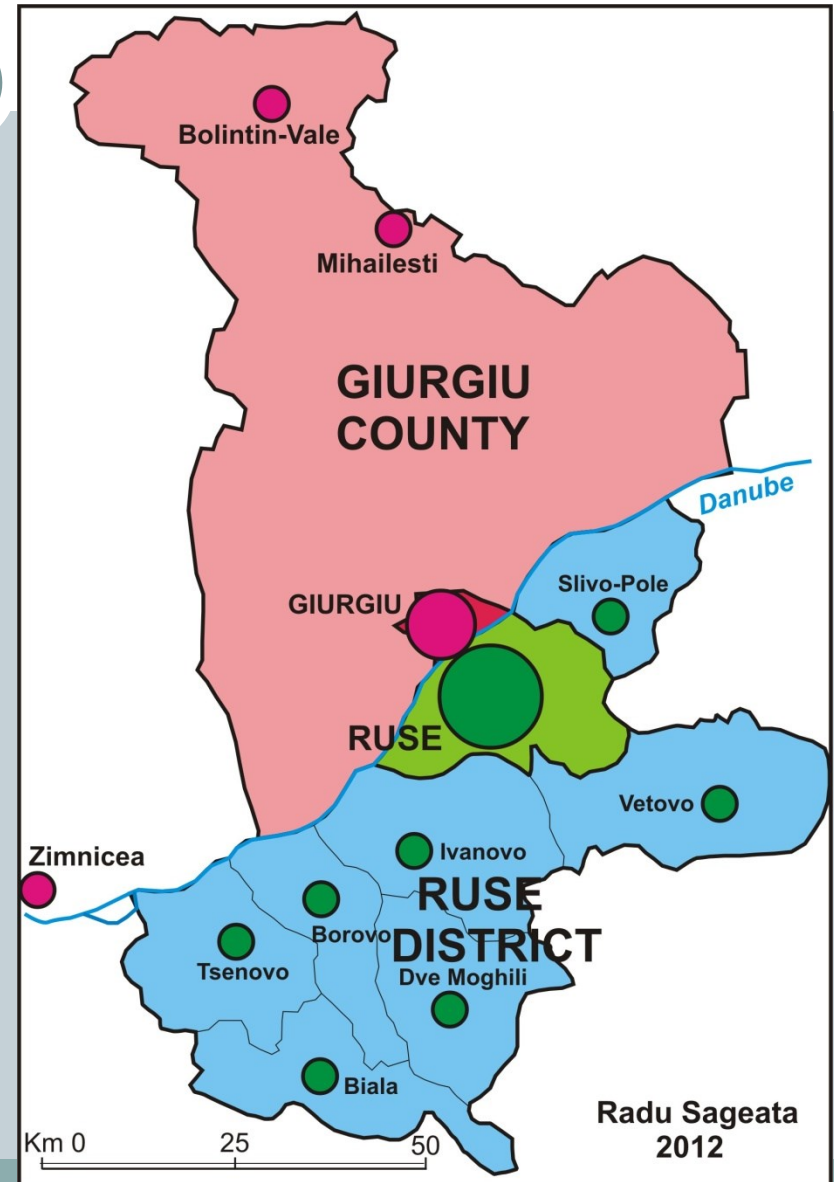 Bolintin-Vale
Mihailesti
GIURGIU
COUNTY
Danube
Slivo-Pole
GIURGIU
RUSE
Vetovo
Zimnicea
Ivanovo
RUSE
DISTRICT
Borovo
Tsenovo
Dve Moghili
Biala
Radu Sageata
2012
Km 0 25 50